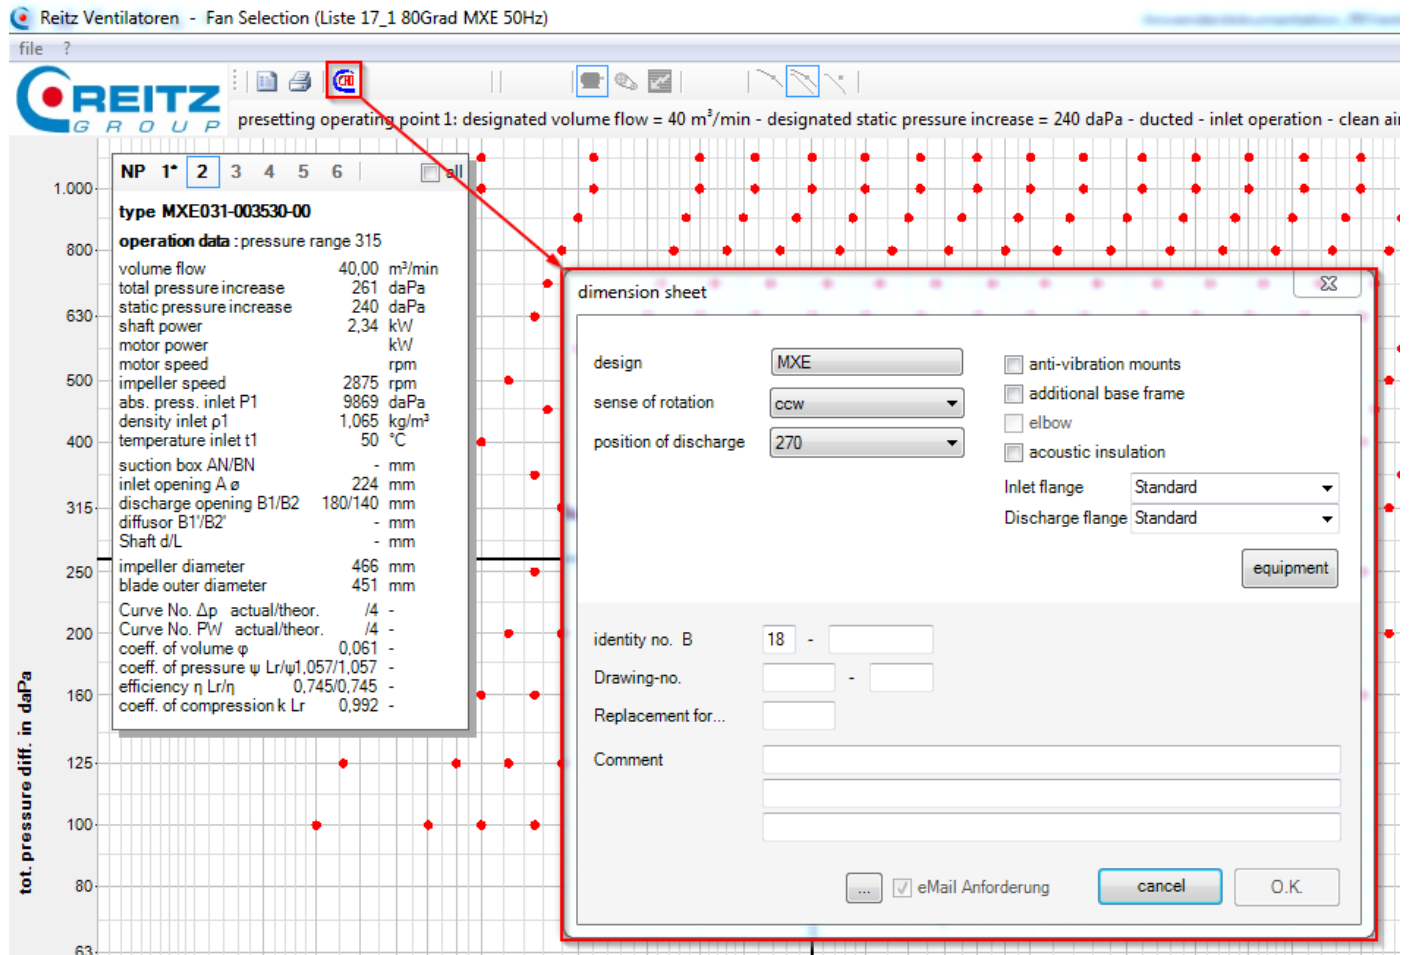 Reitz Ventilatoren - Fan Selection (Liste 17_1 80Grad MXE 50Hz)
file ?
REITZ
GROUP
presetting operating point 1: designated volume flow = 40 m³/min - designated static pressure increase = 240 daPa - ducted - inlet operation - clean air
NP 1* 2 3 4 5 6 all
type MXE031-003530-00
operation data : pressure range 315
volume flow 40,00 m³/min
total pressure increase 261 daPa
static pressure increase 240 daPa
shaft power 2,34 kW
motor power kW
motor speed rpm
impeller speed 2875 rpm
abs. press. inlet P1 9869 daPa
density inlet ρ1 1,065 kg/m³
temperature inlet t1 50 °C
suction box AN/BN - mm
inlet opening A ø 224 mm
discharge opening B1/B2 180/140 mm
diffusor B1'/B2' - mm
Shaft d/L - mm
impeller diameter 466 mm
blade outer diameter 451 mm
Curve No. Δp actual/theor. /4 -
Curve No. PW actual/theor. /4 -
coeff. of volume φ 0,061 -
coeff. of pressure ψ Lr/ψ1,057/1,057 -
efficiency η Lr/η 0,745/0,745 -
coeff. of compression k Lr 0,992 -
tot. pressure diff. in daPa
1.000
800
630
500
400
315
250
200
160
125
100
80
63
dimension sheet
design MXE
sense of rotation ccw
position of discharge 270
anti-vibration mounts
additional base frame
elbow
acoustic insulation
Inlet flange Standard
Discharge flange Standard
equipment
identity no. B 18 -
Drawing-no. -
Replacement for...
Comment
... eMail Anforderung cancel O.K.